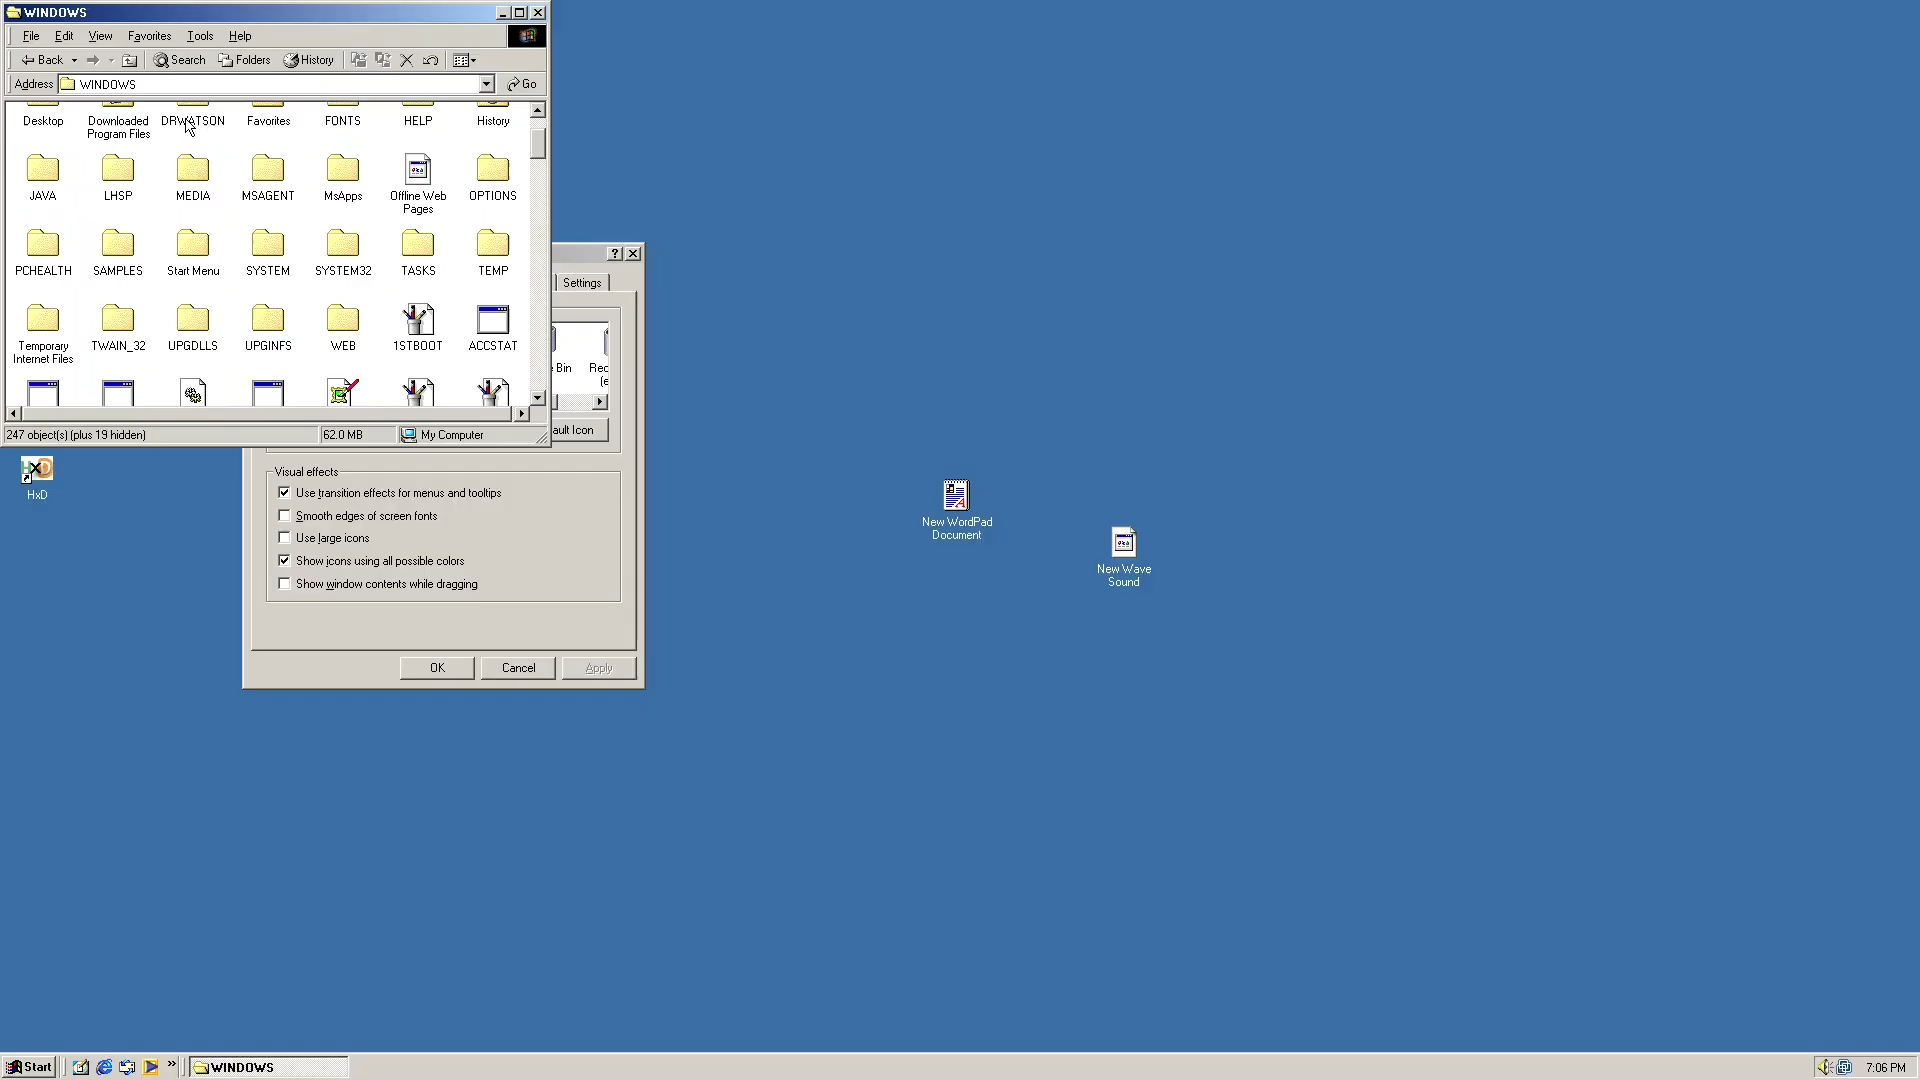 WINDOWS
File Edit View Favorites Tools Help
Back Search Folders History
Address WINDOWS Go
Desktop Downloaded Program Files DRWATSON Favorites FONTS HELP History
JAVA LHSP MEDIA MSAGENT MsApps Offline Web Pages OPTIONS
PCHEALTH SAMPLES Start Menu SYSTEM SYSTEM32 TASKS TEMP
Temporary Internet Files TWAIN_32 UPGDLLS UPGINFS WEB 1STBOOT ACCSTAT
247 object(s) (plus 19 hidden) 62.0 MB My Computer
?
Settings
e Bin Rec
(e
ault Icon
HxD
HxD
Visual effects
Use transition effects for menus and tooltips
Smooth edges of screen fonts
Use large icons
Show icons using all possible colors
Show window contents while dragging
OK Cancel Apply
New WordPad
Document
New Wave
Sound
Start » WINDOWS 7:06 PM